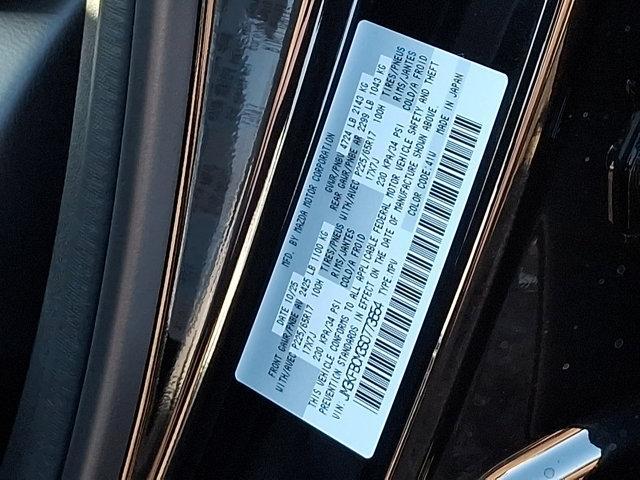 MFD. BY MAZDA MOTOR CORPORATION
DATE 10/25 GVWR/PNBV 4724 LB 2143 KG
FRONT GAWR/PNBE AV 2425 LB 1100 KG REAR GAWR/PNBE AR 2299 LB 1043 KG
WITH/AVEC P225/65R17 100H TIRES/PNEUS WITH/AVEC P225/65R17 100H TIRES/PNEUS
17X7J RIMS/JANTES 17X7J RIMS/JANTES
230 KPA/34 PSI COLD/A FROID 230 KPA/34 PSI COLD/A FROID
THIS VEHICLE CONFORMS TO ALL APPLICABLE FEDERAL MOTOR VEHICLE SAFETY AND THEFT
PREVENTION STANDARDS IN EFFECT ON THE DATE OF MANUFACTURE SHOWN ABOVE.
VIN: TYPE: MPV COLOR CODE: 41W MADE IN JAPAN